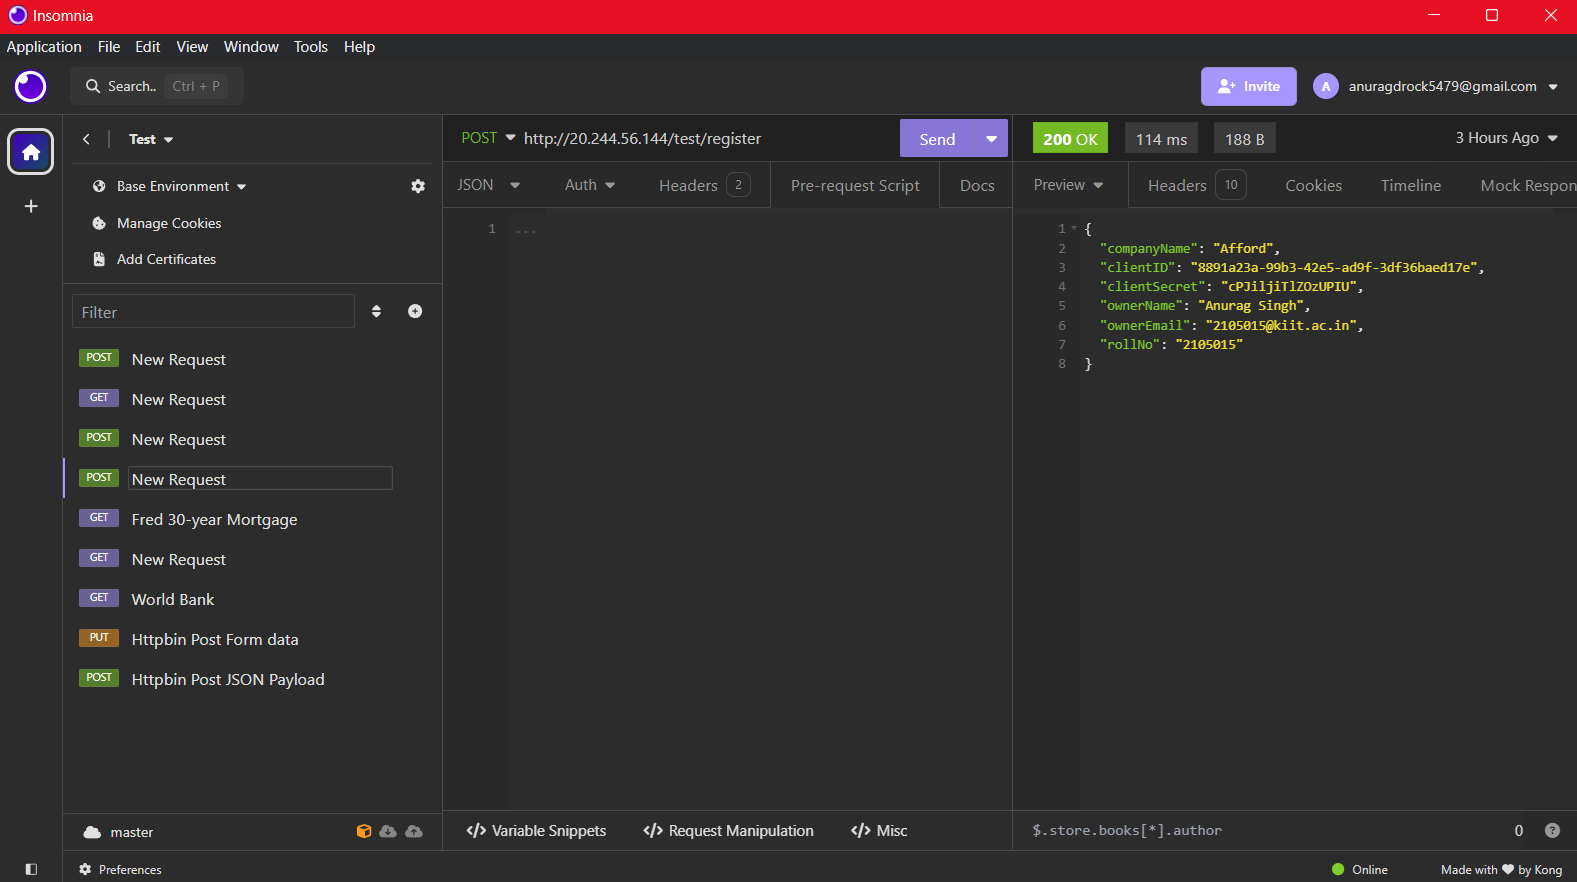 Insomnia
Application File Edit View Window Tools Help
Search.. Ctrl + P
Invite
A anuragdrock5479@gmail.com
Test
Base Environment
Manage Cookies
Add Certificates
Filter
POST New Request
GET New Request
POST New Request
POST New Request
GET Fred 30-year Mortgage
GET New Request
GET World Bank
PUT Httpbin Post Form data
POST Httpbin Post JSON Payload
master
POST http://20.244.56.144/test/register Send
JSON Auth Headers 2 Pre-request Script Docs
1 ...
</> Variable Snippets </> Request Manipulation </> Misc
200 OK 114 ms 188 B 3 Hours Ago
Preview Headers 10 Cookies Timeline Mock Respon
1 {
2 "companyName": "Afford",
3 "clientID": "8891a23a-99b3-42e5-ad9f-3df36baed17e",
4 "clientSecret": "cPJiljiTlZOzUPIU",
5 "ownerName": "Anurag Singh",
6 "ownerEmail": "2105015@kiit.ac.in",
7 "rollNo": "2105015"
8 }
$.store.books[*].author 0 ?
Preferences
Online
Made with ♥ by Kong